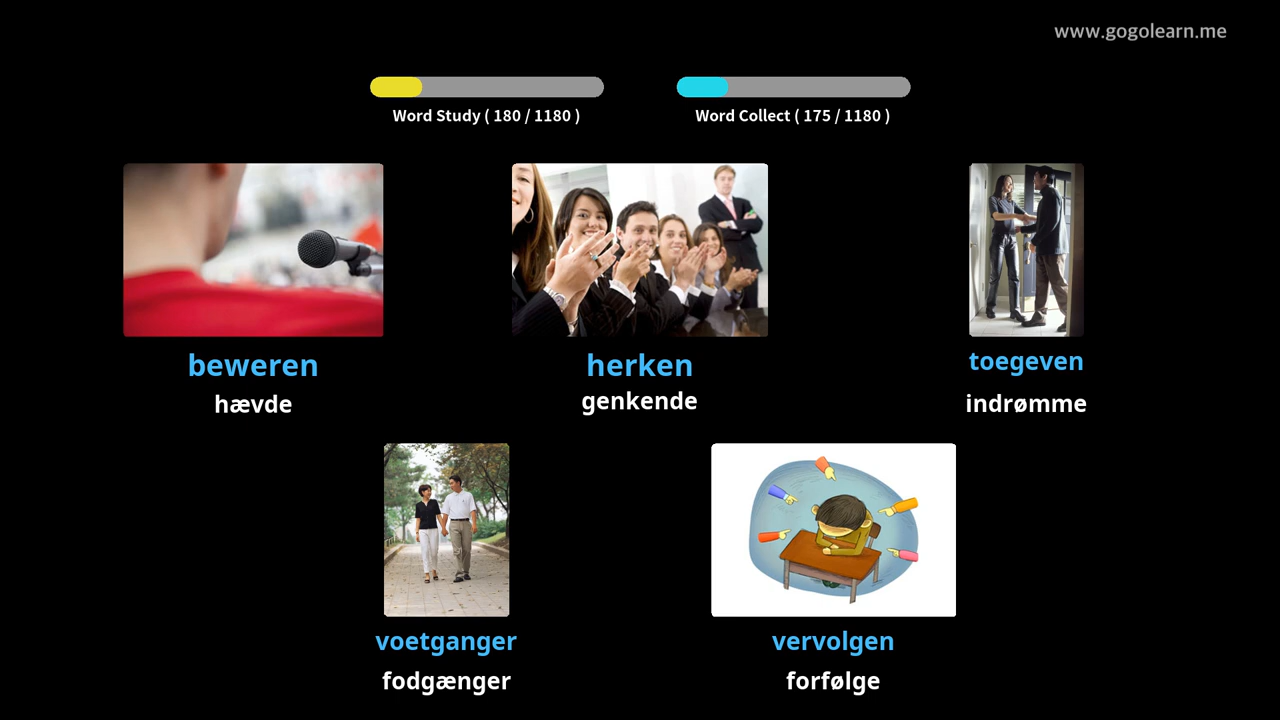 www.gogolearn.me
Word Study ( 180 / 1180 )
Word Collect ( 175 / 1180 )
beweren
hævde
herken
genkende
toegeven
indrømme
voetganger
fodgænger
vervolgen
forfølge